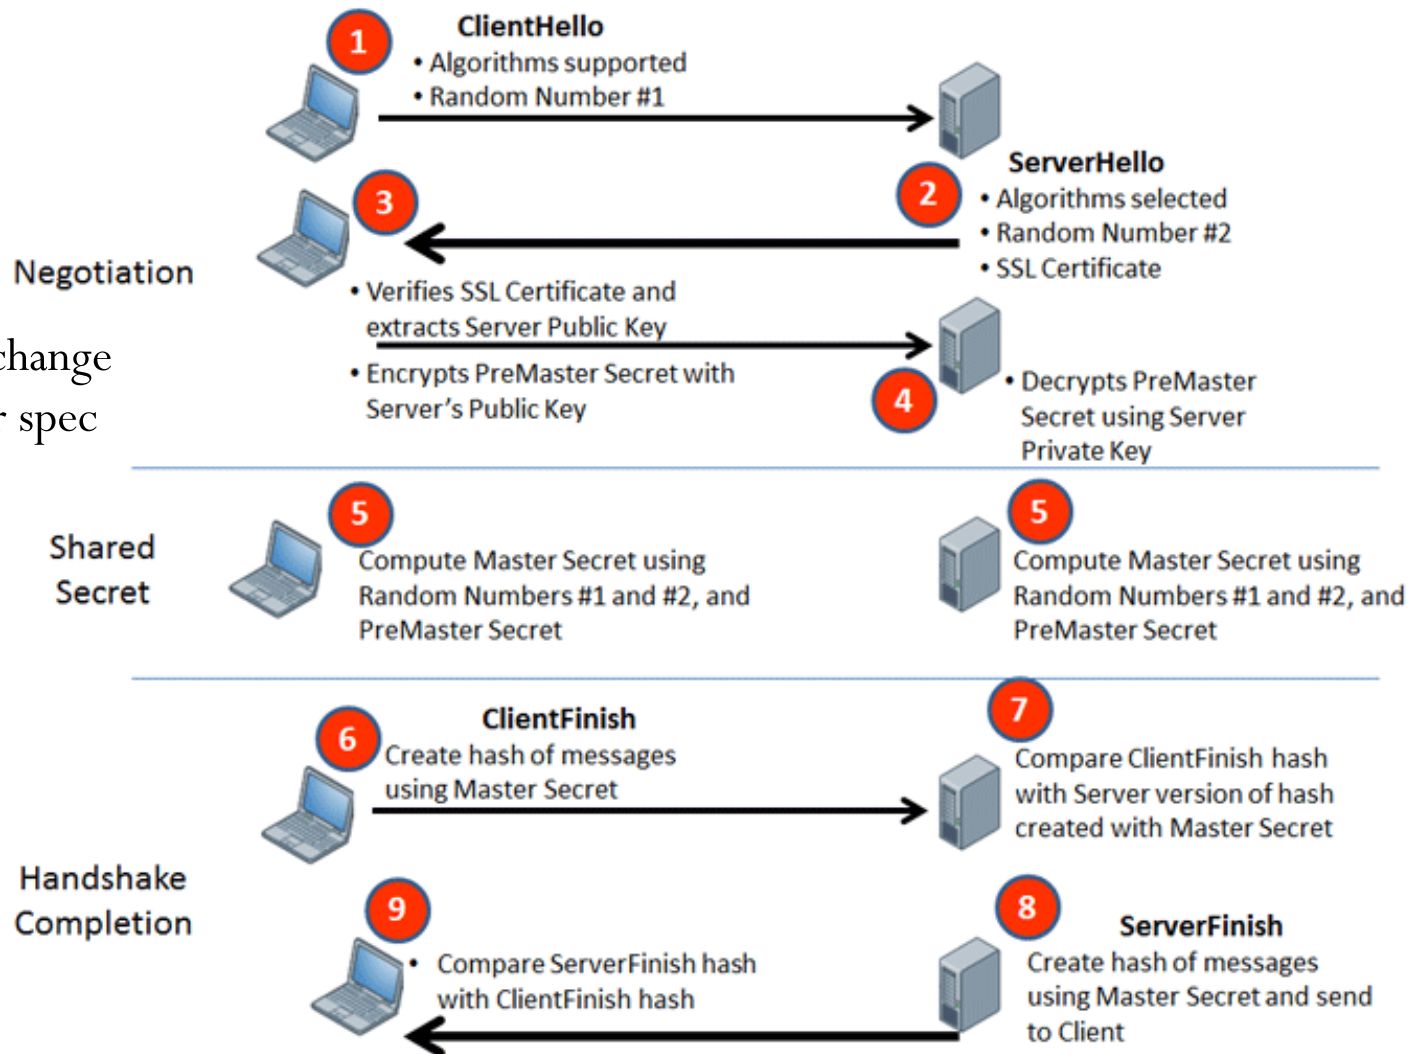 1
ClientHello
• Algorithms supported
• Random Number #1
2
ServerHello
• Algorithms selected
• Random Number #2
• SSL Certificate
3
Negotiation
• Verifies SSL Certificate and
extracts Server Public Key
• Encrypts PreMaster Secret with
Server's Public Key
change
spec
4
• Decrypts PreMaster
Secret using Server
Private Key
Shared
Secret
5
Compute Master Secret using
Random Numbers #1 and #2, and
PreMaster Secret
5
Compute Master Secret using
Random Numbers #1 and #2, and
PreMaster Secret
Handshake
Completion
6
ClientFinish
Create hash of messages
using Master Secret
7
Compare ClientFinish hash
with Server version of hash
created with Master Secret
8
ServerFinish
Create hash of messages
using Master Secret and send
to Client
9
• Compare ServerFinish hash
with ClientFinish hash